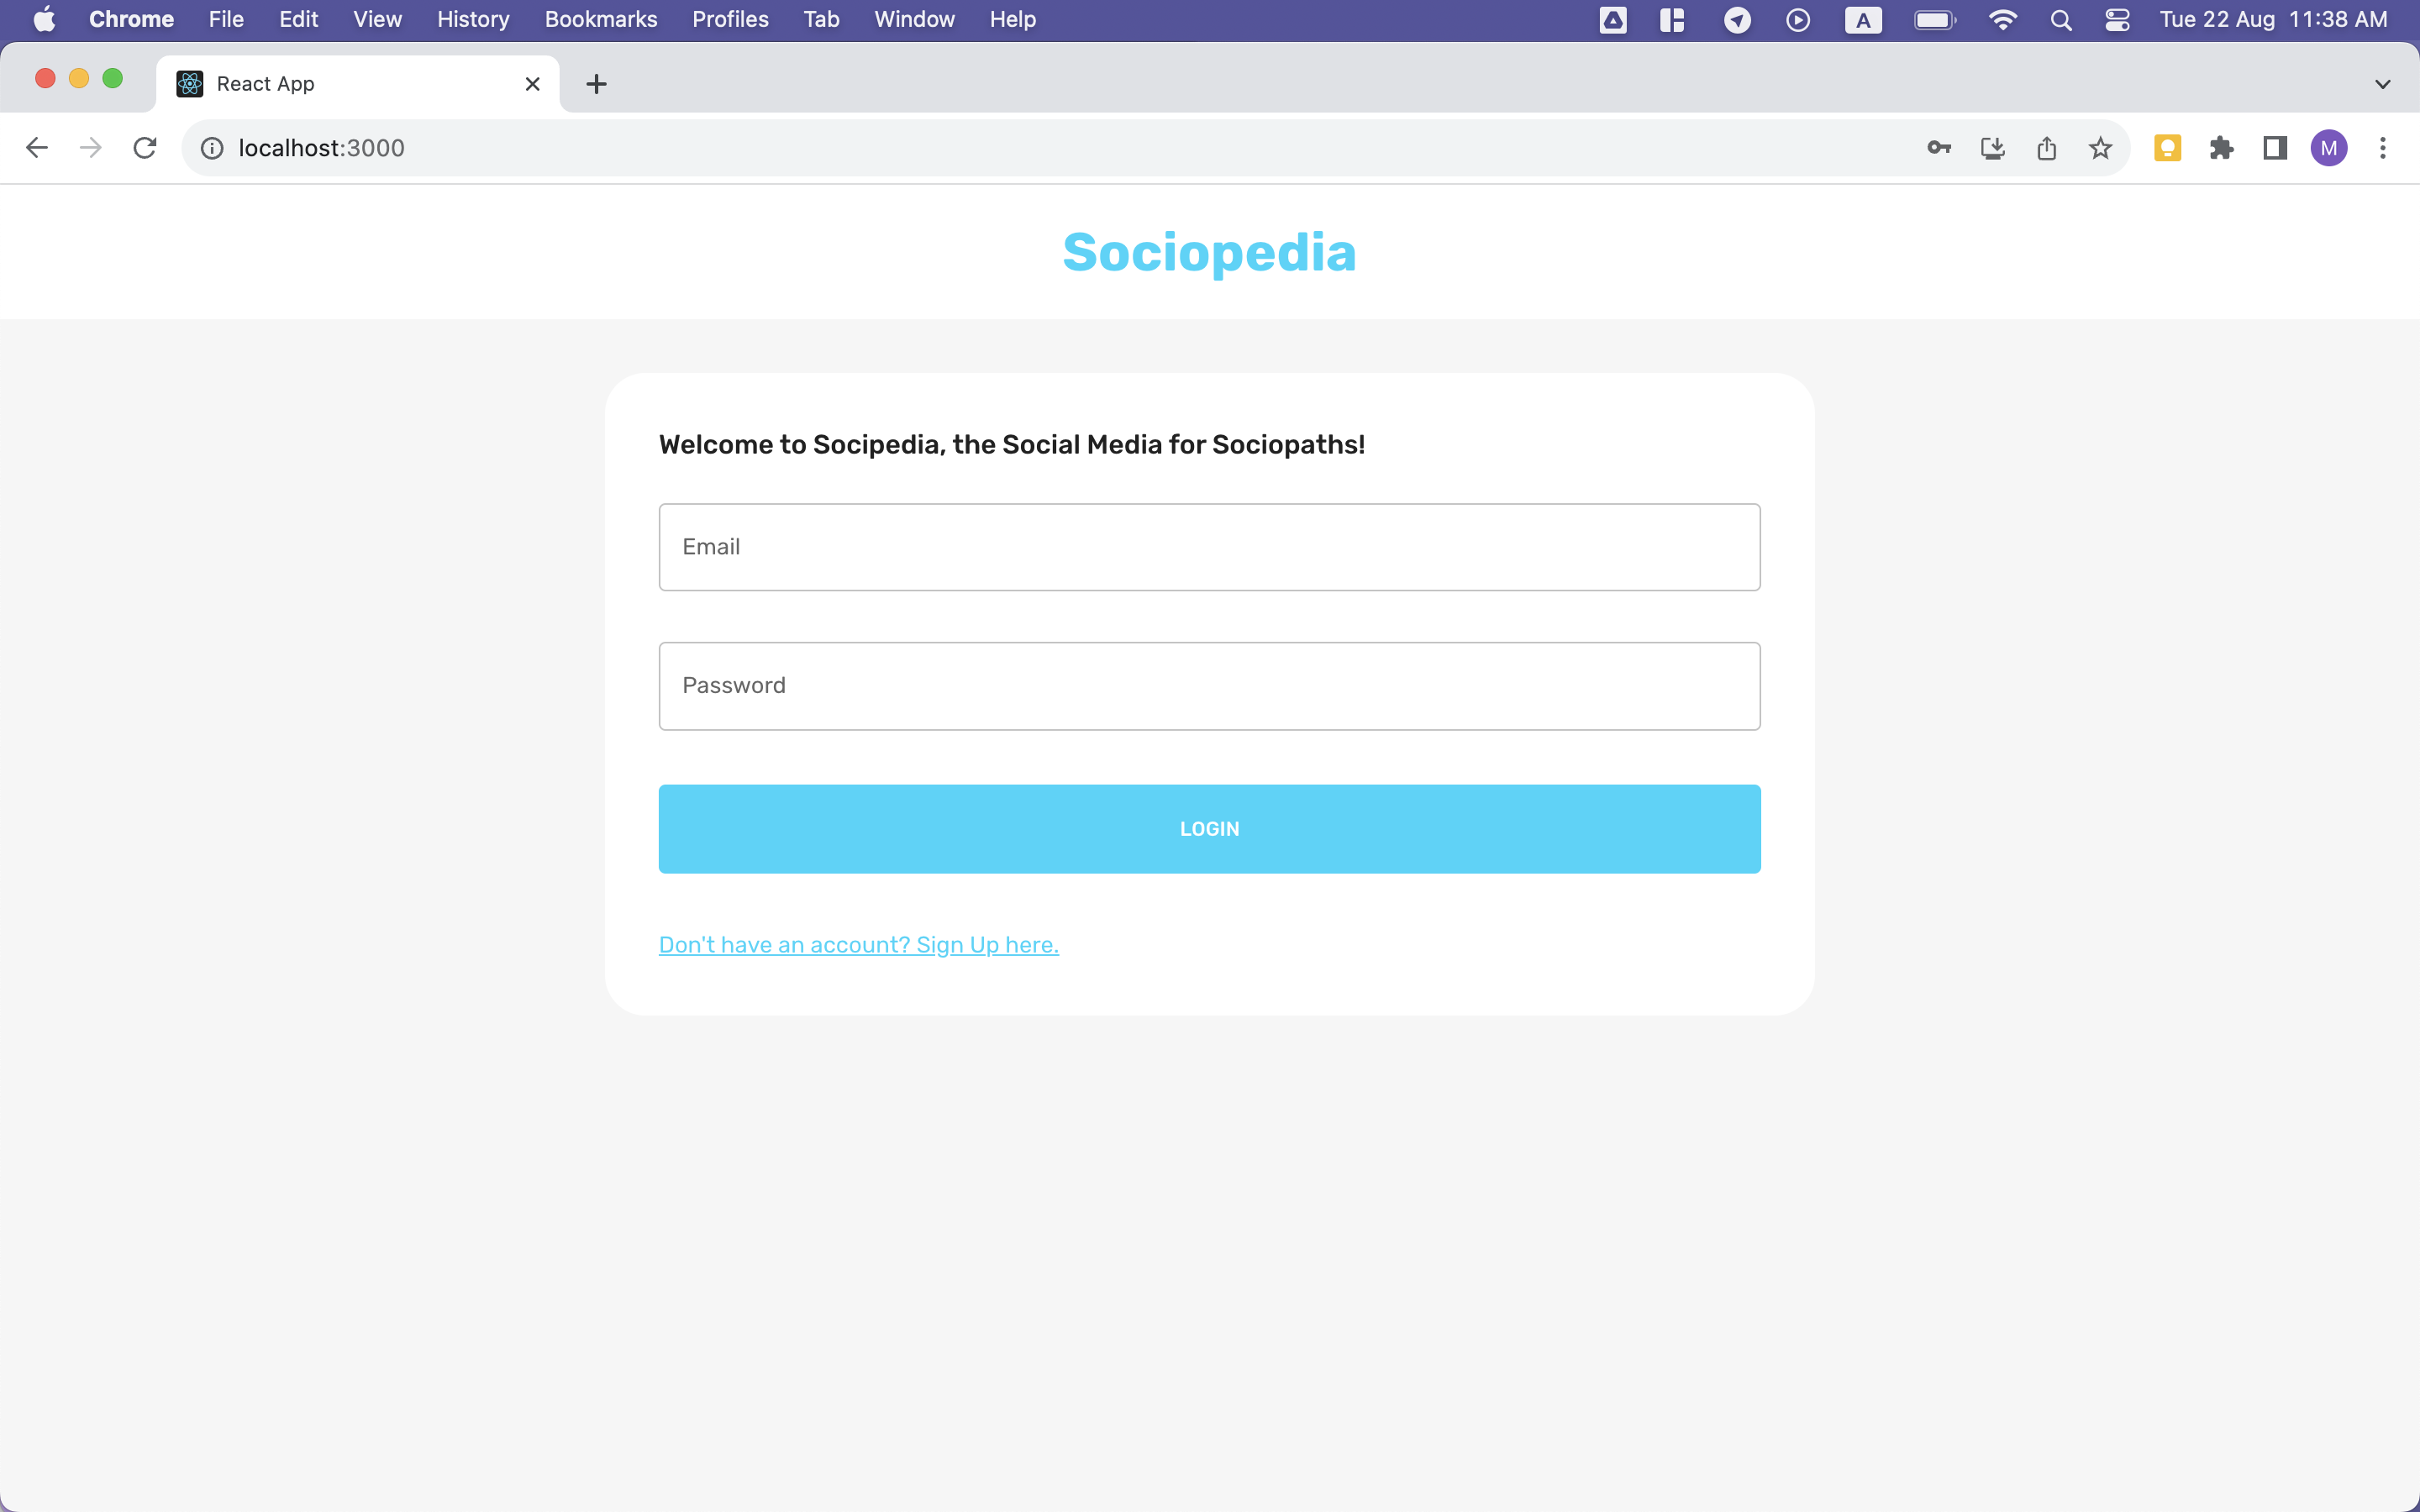 Chrome File Edit View History Bookmarks Profiles Tab Window Help A Tue 22 Aug 11:38 AM
React App
localhost:3000 M
Sociopedia
Welcome to Socipedia, the Social Media for Sociopaths!
Email
Password
LOGIN
Don't have an account? Sign Up here.